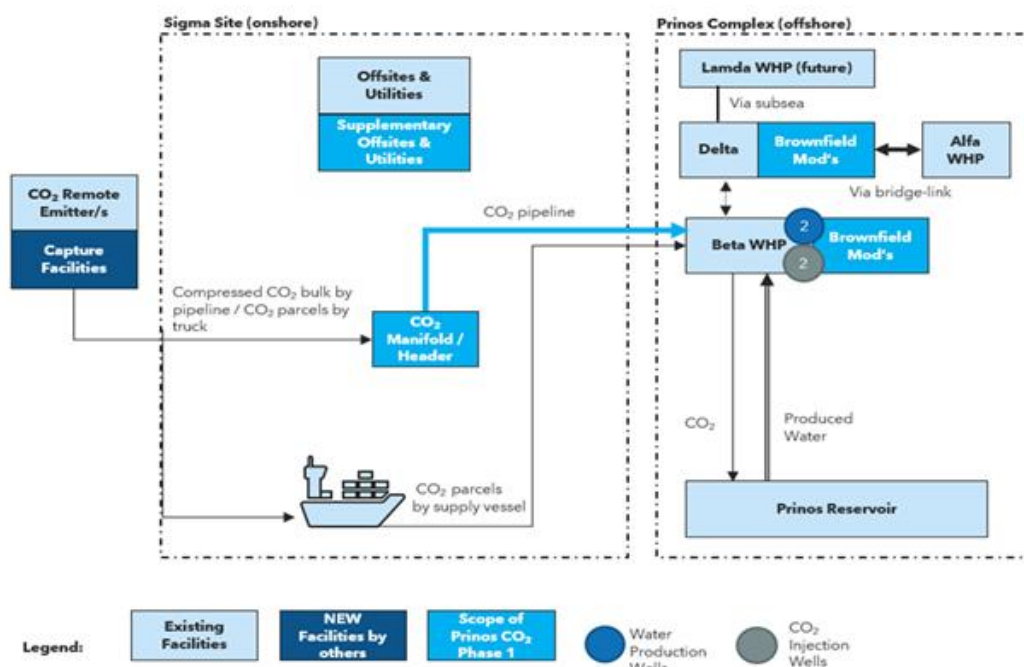 Sigma Site (onshore)
Prinos Complex (offshore)
Offsites &
Utilities
Supplementary
Offsites &
Utilities
Lamda WHP (future)
Via subsea
Delta
Brownfield
Mod's
Alfa
WHP
Via bridge-link
CO₂ Remote
Emitter/s
Capture
Facilities
CO₂ pipeline
Beta WHP
2
2
Brownfield
Mod's
Compressed CO₂ bulk by
pipeline / CO₂ parcels by
truck
CO₂
Manifold /
Header
CO₂
Produced
Water
CO₂ parcels
by supply vessel
Prinos Reservoir
Legend:
Existing
Facilities
NEW
Facilities by
others
Scope of
Prinos CO₂
Phase 1
Water
Production
Wells
CO₂
Injection
Wells